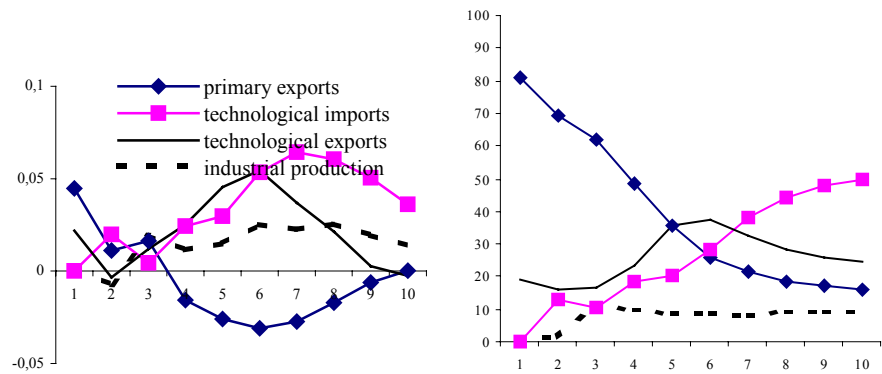 0,1
primary exports
technological imports
technological exports
industrial production
0,05
0
1 2 3 4 5 6 7 8 9 10
-0,05
100
90
80
70
60
50
40
30
20
10
0
1 2 3 4 5 6 7 8 9 10